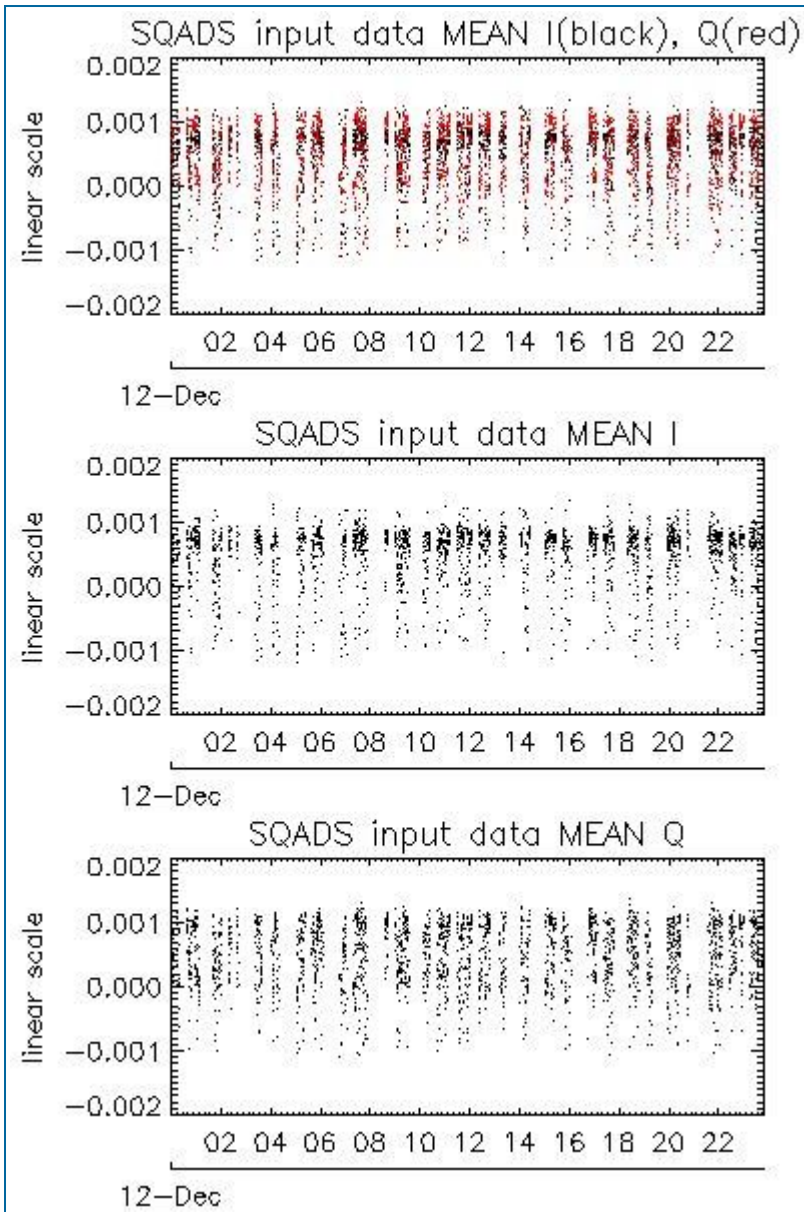 SQADS input data MEAN I(black), Q(red)
linear scale
0.002
0.001
0.000
-0.001
-0.002
02 04 06 08 10 12 14 16 18 20 22
12-Dec
SQADS input data MEAN I
linear scale
0.002
0.001
0.000
-0.001
-0.002
02 04 06 08 10 12 14 16 18 20 22
12-Dec
SQADS input data MEAN Q
linear scale
0.002
0.001
0.000
-0.001
-0.002
02 04 06 08 10 12 14 16 18 20 22
12-Dec